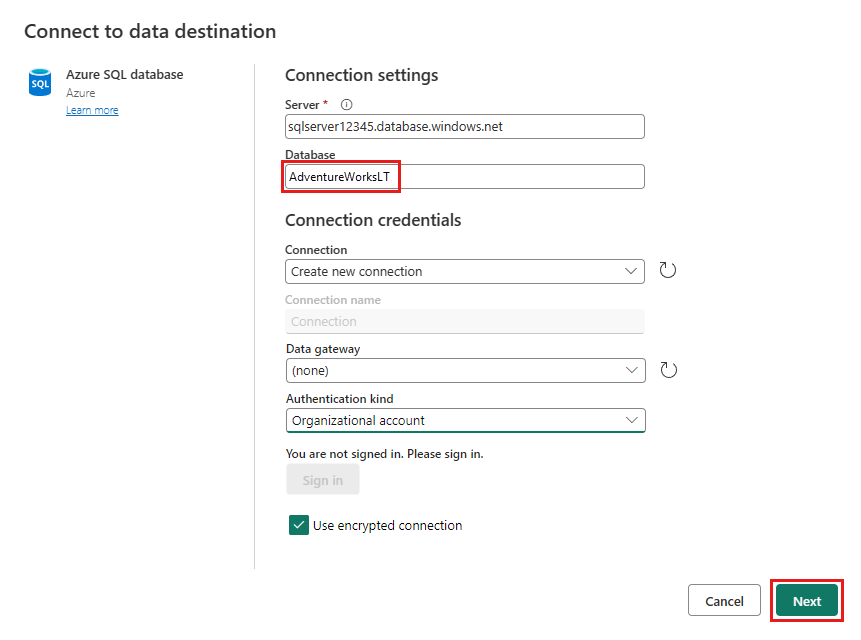 Connect to data destination
SQL
Azure SQL database
Azure
Learn more
Connection settings
Server *
sqlserver12345.database.windows.net
Database
AdventureWorksLT
Connection credentials
Connection
Create new connection
Connection name
Connection
Data gateway
(none)
Authentication kind
Organizational account
You are not signed in. Please sign in.
Sign in
Use encrypted connection
Cancel
Next